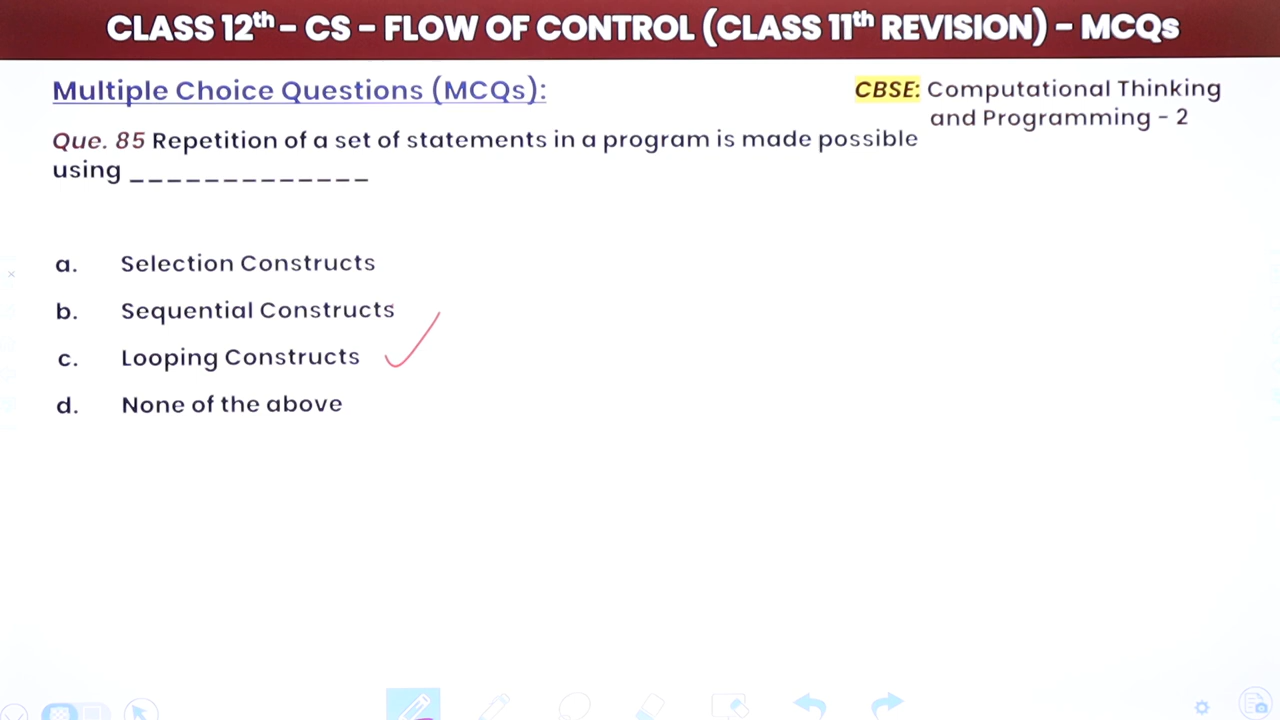 CLASS 12th - CS - FLOW OF CONTROL (CLASS 11th REVISION) - MCQs
Multiple Choice Questions (MCQs):
CBSE: Computational Thinking
and Programming - 2
Que. 85 Repetition of a set of statements in a program is made possible
using _____________
a. Selection Constructs
b. Sequential Constructs
c. Looping Constructs
d. None of the above